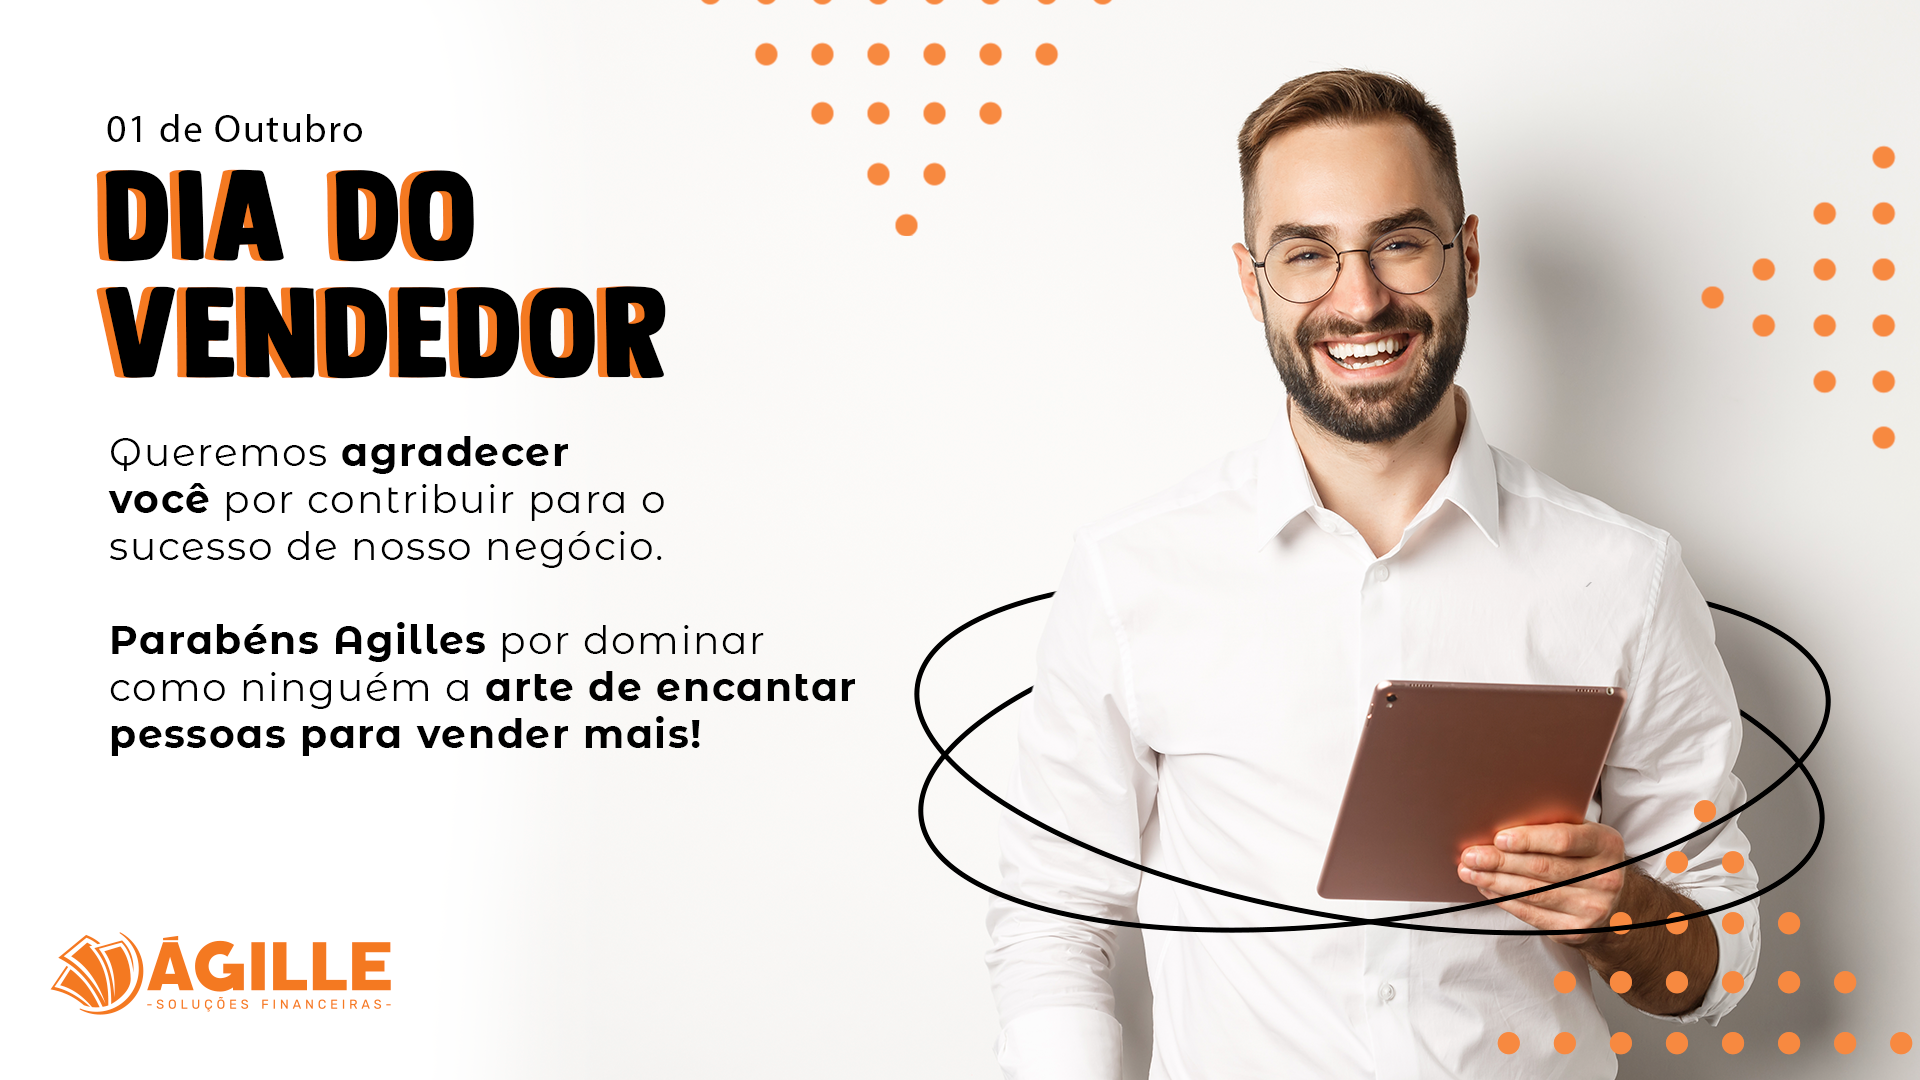 01 de Outubro
DIA DO
VENDEDOR
Queremos agradecer
você por contribuir para o
sucesso de nosso negócio.
Parabéns Agilles por dominar
como ninguém a arte de encantar
pessoas para vender mais!
ÁGILLE
-SOLUÇÕES FINANCEIRAS-